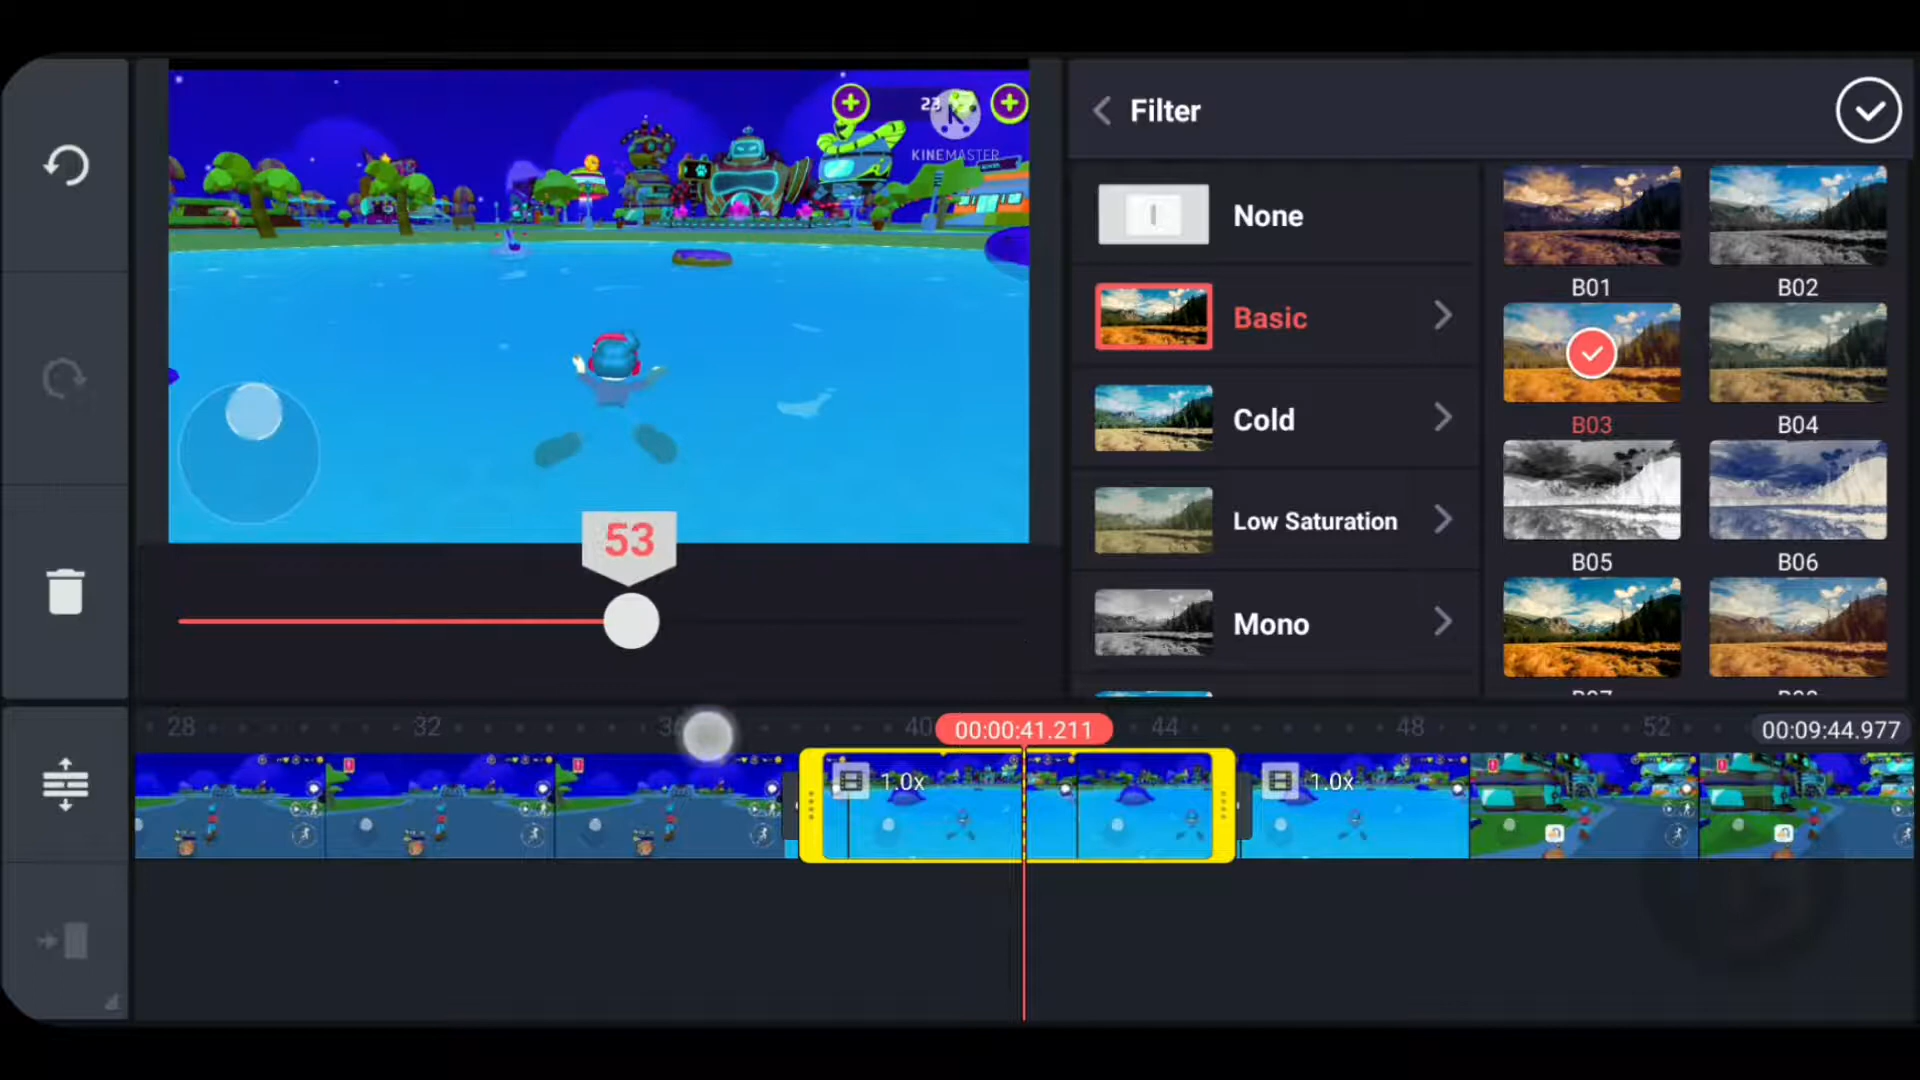 23
KINEMASTER
53
Filter
None
Basic
Cold
Low Saturation
Mono
B01
B02
B03
B04
B05
B06
28
32
40
00:00:41.211
44
48
52
00:09:44.977
1.0x
1.0x